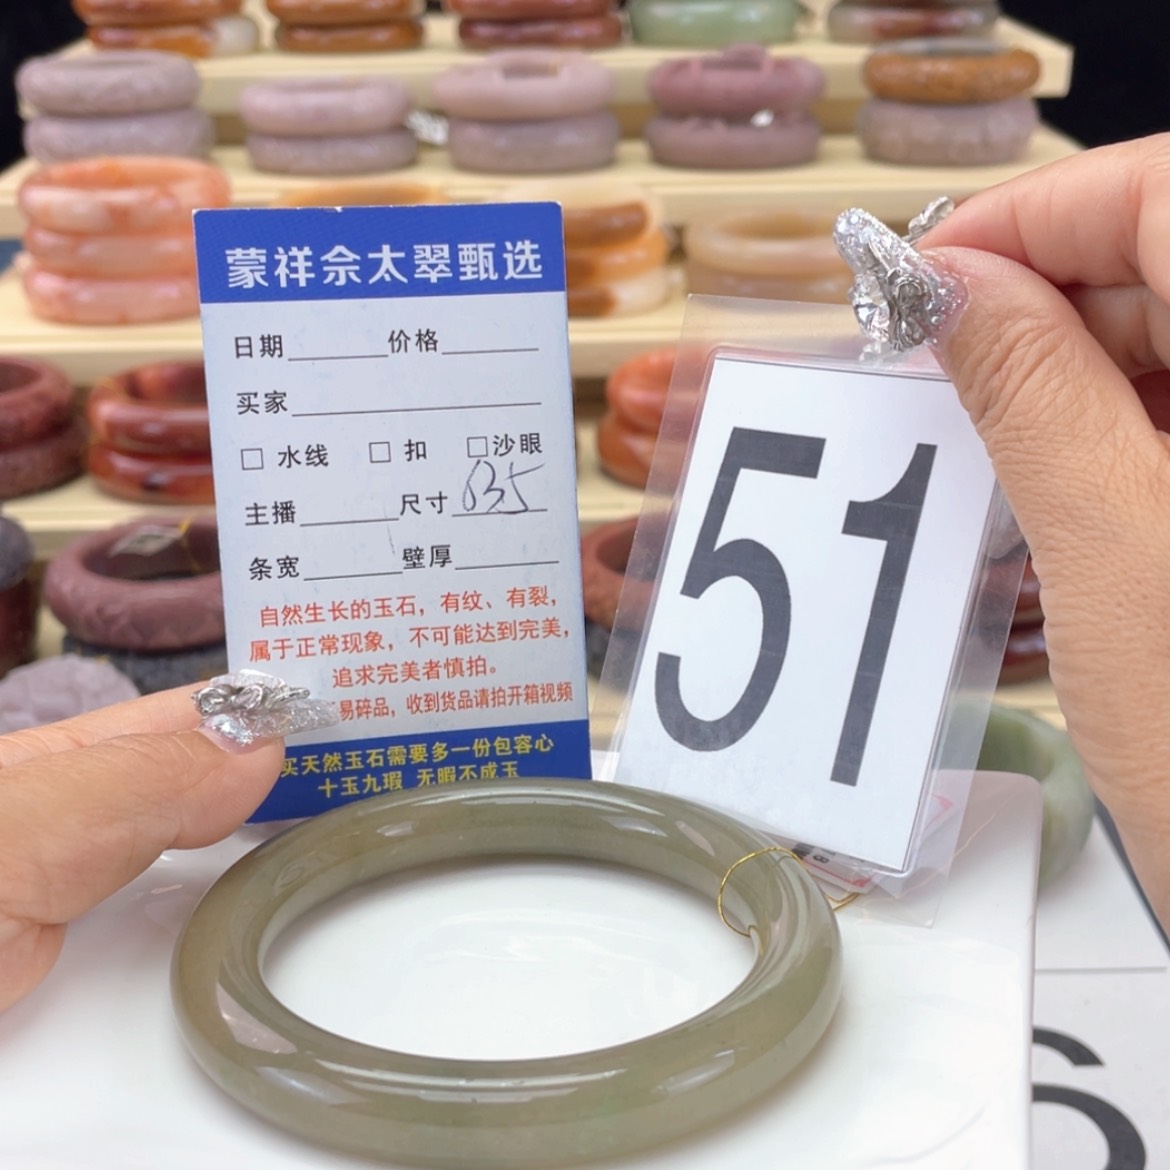 蒙祥佘太翠甄选
日期 价格
买家
□ 水线 □ 扣 □沙眼
主播 尺寸 635
条宽 壁厚
自然生长的玉石，有纹、有裂，
属于正常现象，不可能达到完美，
追求完美者慎拍。
易碎品，收到货品请拍开箱视频
买天然玉石需要多一份包容心
十玉九瑕 无暇不成玉
51
6